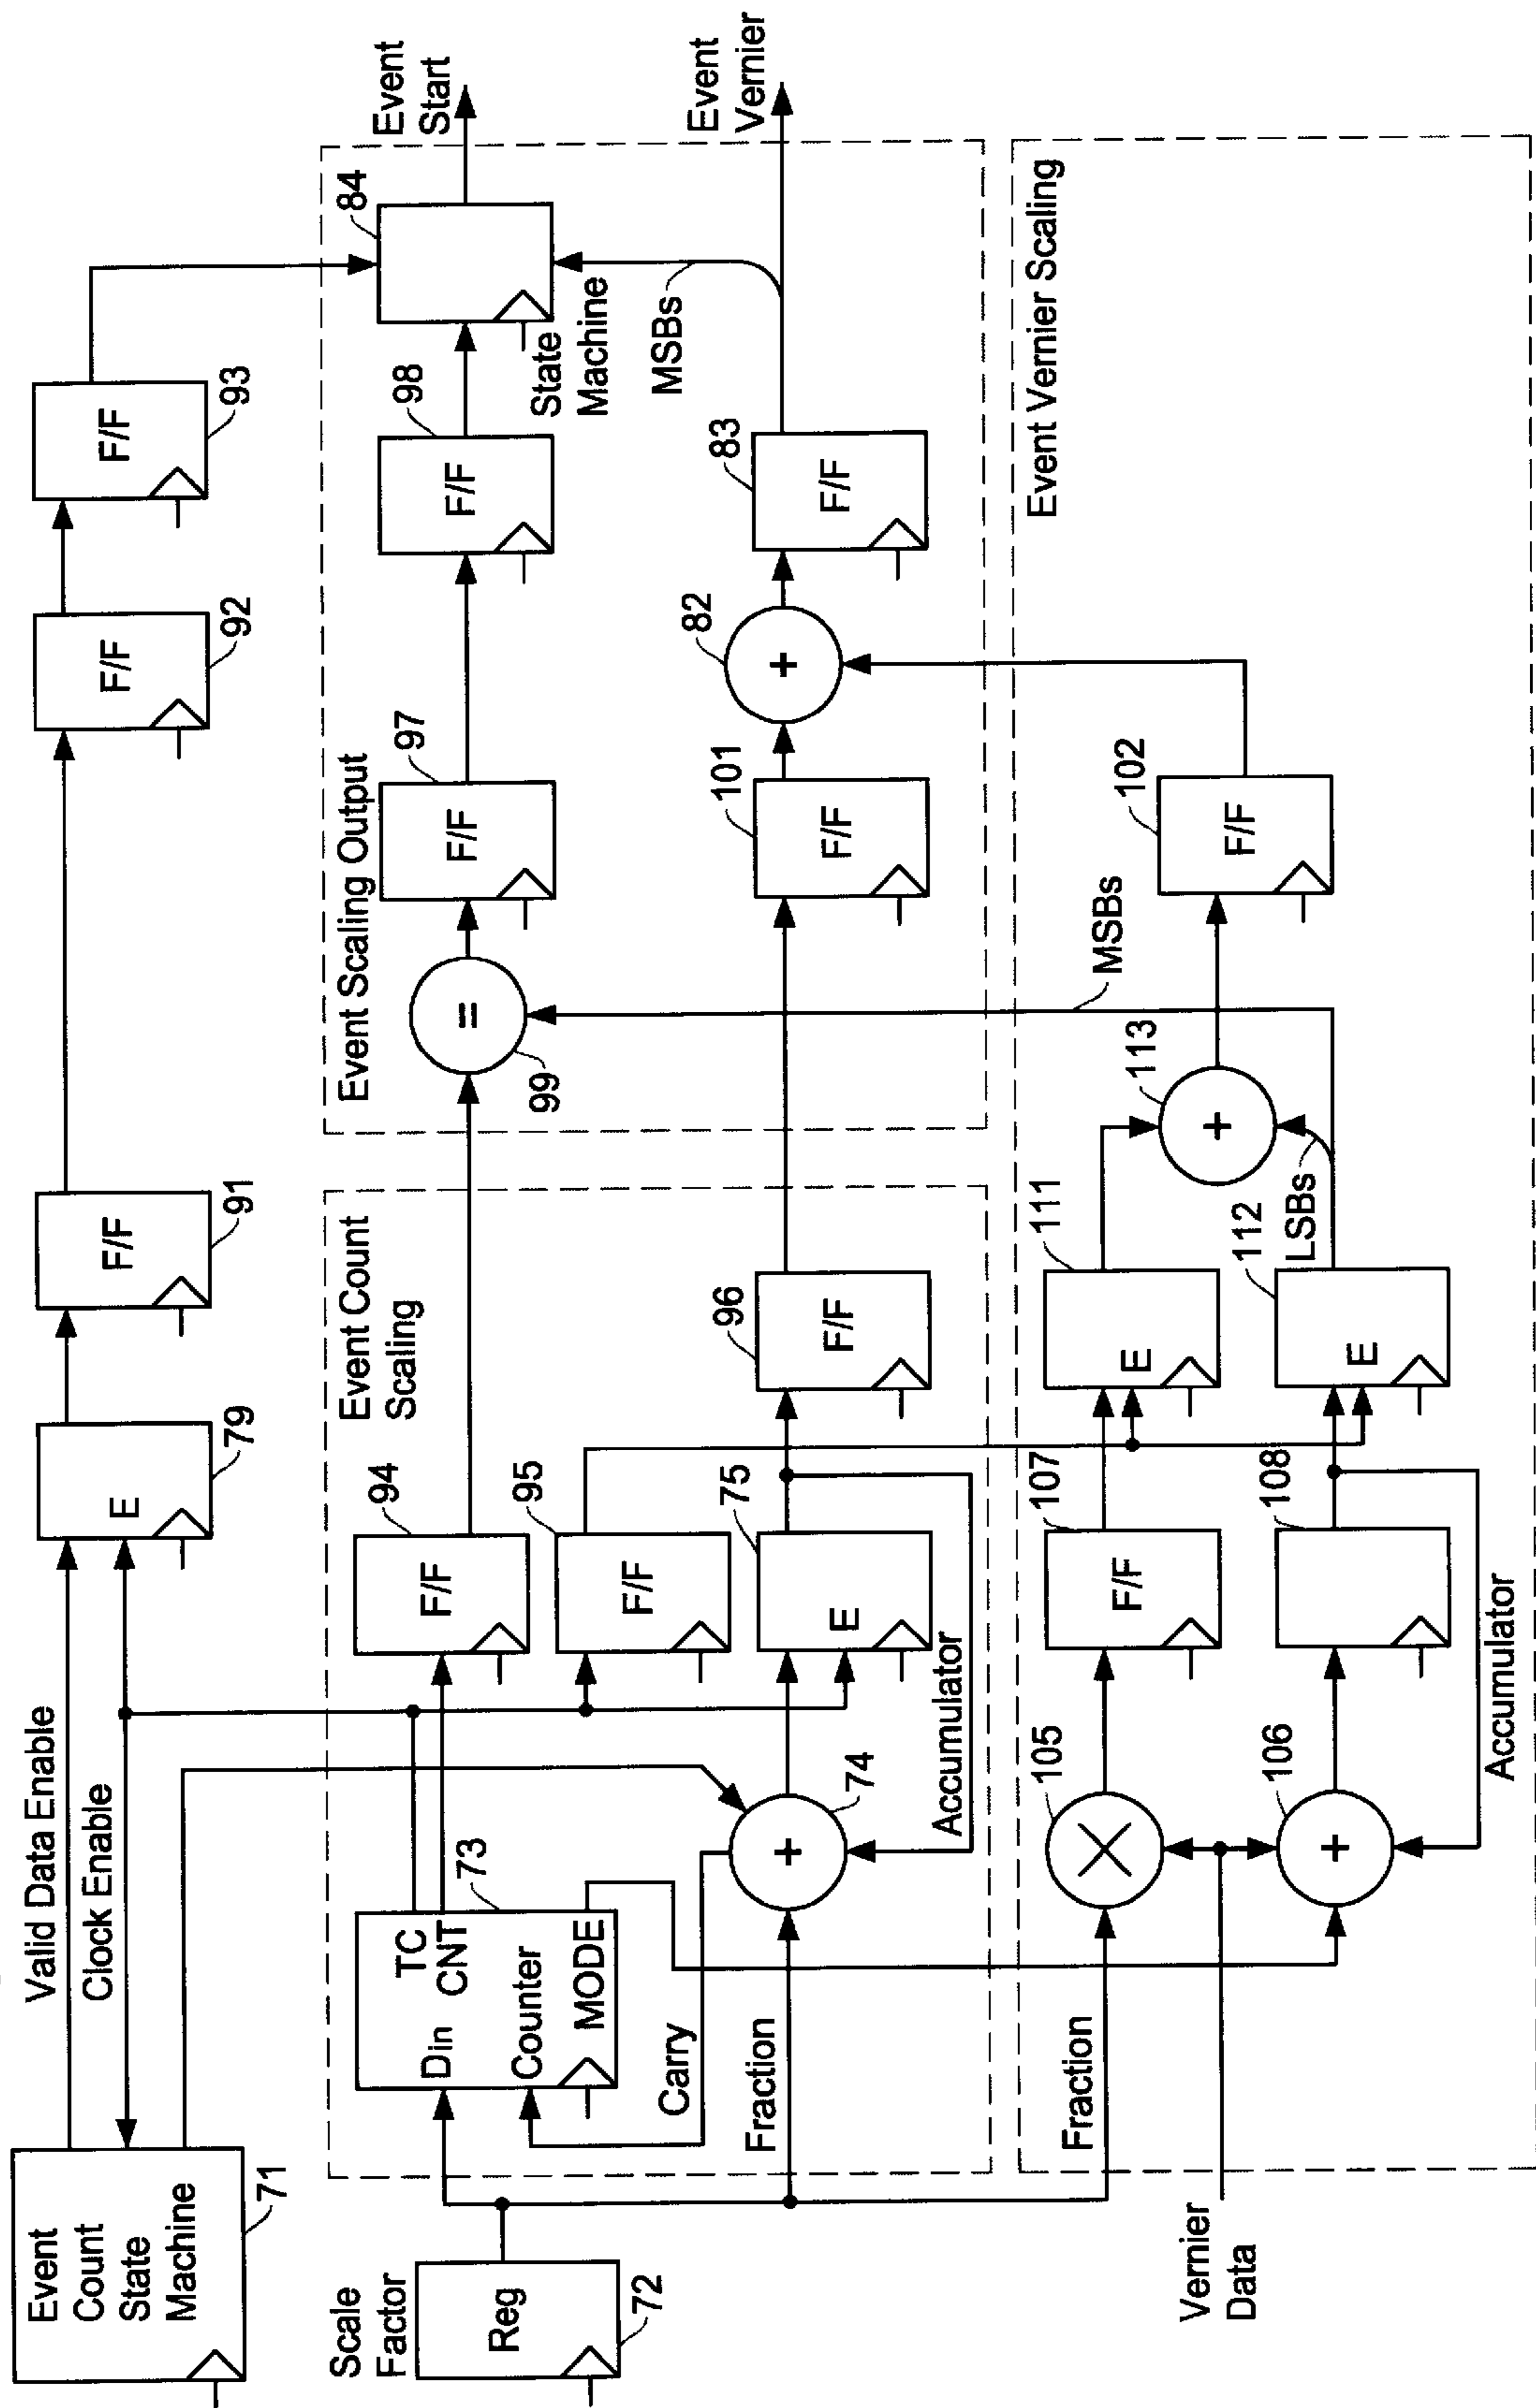 Event
Count
State
Machine
71
Valid Data Enable
Clock Enable
E
79
F/F
91
F/F
92
F/F
93
Scale
Factor
Reg
72
Event Count
Scaling
Din
TC
CNT
Counter
MODE
73
Carry
Fraction
+
74
Accumulator
F/F
94
F/F
95
E
75
F/F
96
Event Scaling Output
=
99
F/F
97
F/F
98
84
State
Machine
Event
Start
F/F
101
+
82
F/F
83
MSBs
Event
Vernier
Event Vernier Scaling
Fraction
Vernier
Data
105
+
106
F/F
107
108
Accumulator
E
111
E
112
LSBs
+
113
MSBs
F/F
102